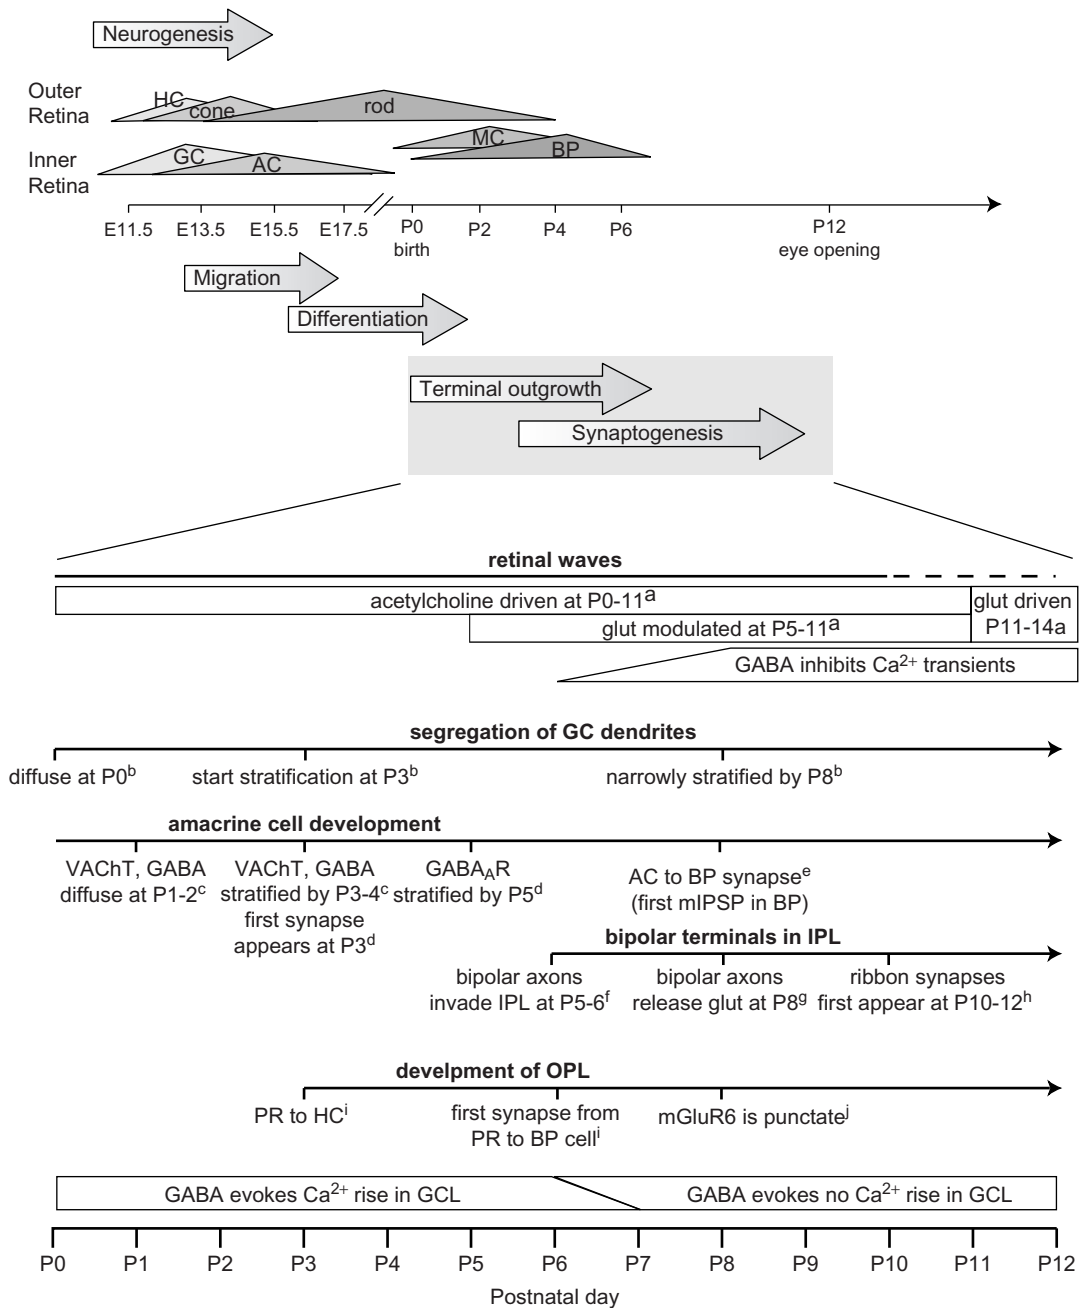 Neurogenesis
Outer
Retina
HC
cone
rod
MC
BP
Inner
Retina
GC
AC
E11.5 E13.5 E15.5 E17.5 P0 P2 P4 P6 P12
birth eye opening
Migration
Differentiation
Terminal outgrowth
Synaptogenesis
retinal waves
acetylcholine driven at P0-11a
glut driven
P11-14a
glut modulated at P5-11a
GABA inhibits Ca2+ transients
segregation of GC dendrites
diffuse at P0b
start stratification at P3b
narrowly stratified by P8b
amacrine cell development
VAChT, GABA
diffuse at P1-2c
VAChT, GABA
stratified by P3-4c
first synapse
appears at P3d
GABAAR
stratified by P5d
AC to BP synapsee
(first mIPSP in BP)
bipolar terminals in IPL
bipolar axons
invade IPL at P5-6f
bipolar axons
release glut at P8g
ribbon synapses
first appear at P10-12h
develpment of OPL
PR to HCi
first synapse from
PR to BP celli
mGluR6 is punctatej
GABA evokes Ca2+ rise in GCL
GABA evokes no Ca2+ rise in GCL
P0 P1 P2 P3 P4 P5 P6 P7 P8 P9 P10 P11 P12
Postnatal day